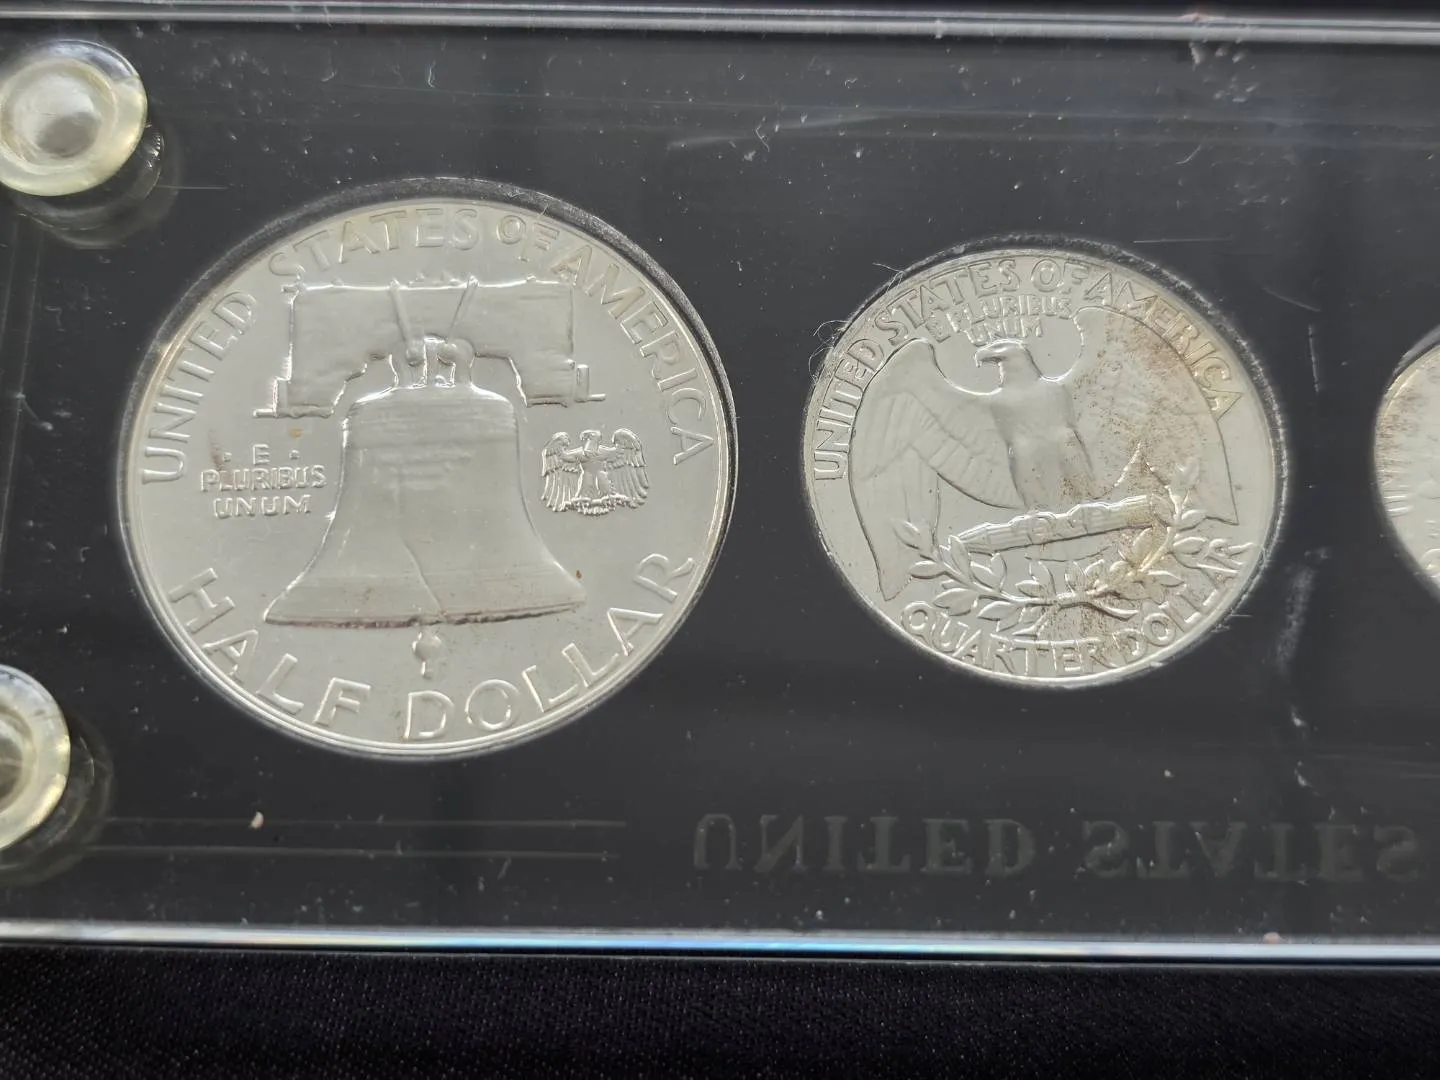 UNITED STATES OF AMERICA
· E ·
PLURIBUS
UNUM
HALF DOLLAR
UNITED STATES OF AMERICA
E PLURIBUS
UNUM
QUARTER DOLLAR
UNITED STATES